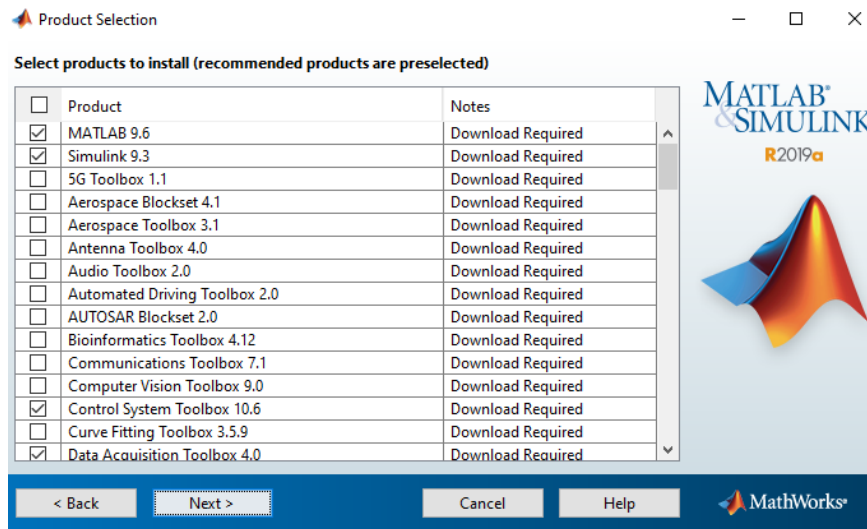 Product Selection
Select products to install (recommended products are preselected)
Product Notes
MATLAB 9.6 Download Required
Simulink 9.3 Download Required
5G Toolbox 1.1 Download Required
Aerospace Blockset 4.1 Download Required
Aerospace Toolbox 3.1 Download Required
Antenna Toolbox 4.0 Download Required
Audio Toolbox 2.0 Download Required
Automated Driving Toolbox 2.0 Download Required
AUTOSAR Blockset 2.0 Download Required
Bioinformatics Toolbox 4.12 Download Required
Communications Toolbox 7.1 Download Required
Computer Vision Toolbox 9.0 Download Required
Control System Toolbox 10.6 Download Required
Curve Fitting Toolbox 3.5.9 Download Required
Data Acquisition Toolbox 4.0 Download Required
MATLAB®
&SIMULINK
R2019a
< Back Next > Cancel Help MathWorks®